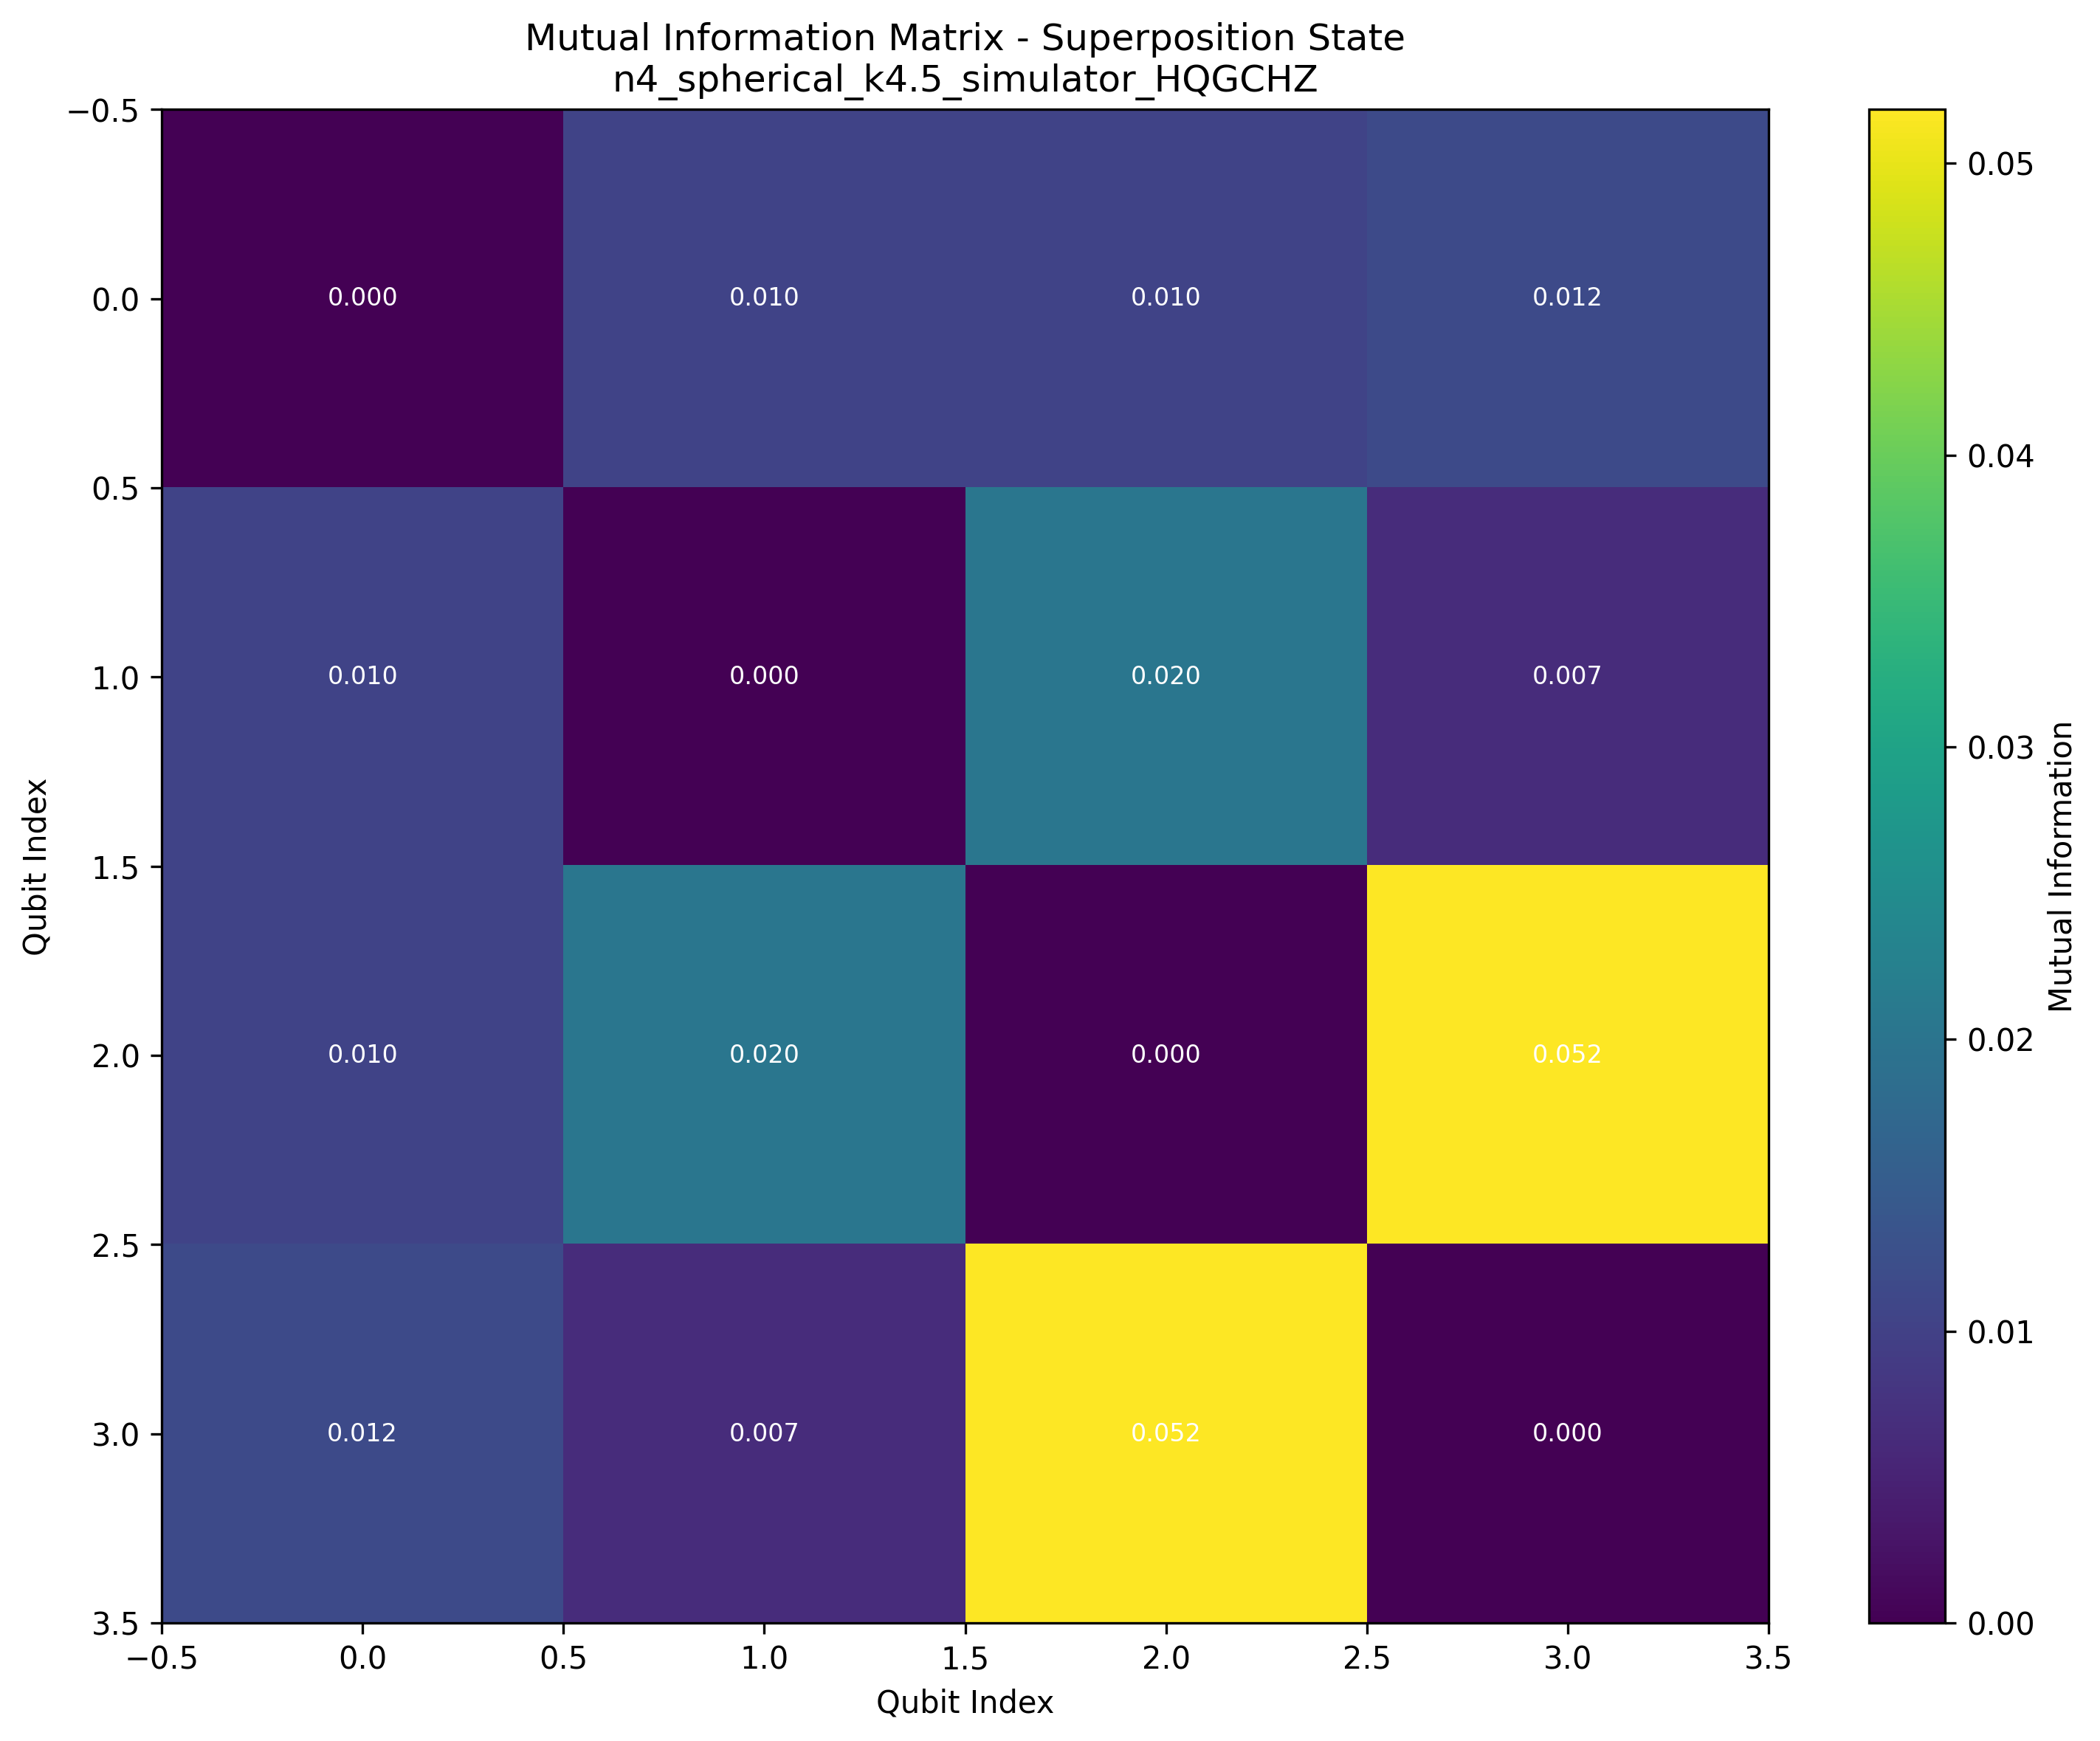 Mutual Information Matrix - Superposition State
n4_spherical_k4.5_simulator_HQGCHZ
−0.5
0.0
0.5
1.0
1.5
2.0
2.5
3.0
3.5
Qubit Index
0.000 0.010 0.010 0.012
0.010 0.000 0.020 0.007
0.010 0.020 0.000 0.052
0.012 0.007 0.052 0.000
−0.5 0.0 0.5 1.0 1.5 2.0 2.5 3.0 3.5
Qubit Index
0.05
0.04
0.03
0.02
0.01
0.00
Mutual Information